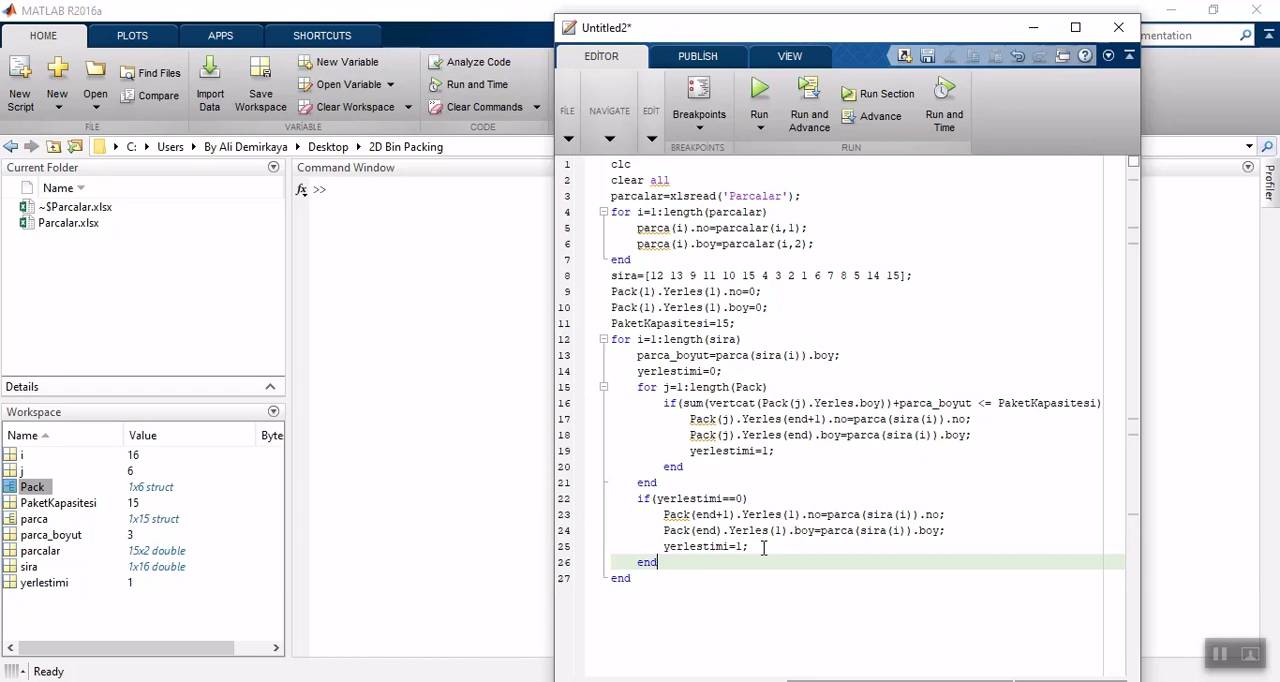 MATLAB R2016a
HOME PLOTS APPS SHORTCUTS
New Script
New
Open
Find Files
Compare
Import Data
Save Workspace
New Variable
Open Variable
Clear Workspace
Analyze Code
Run and Time
Clear Commands
FILE VARIABLE CODE
mentation
C: Users By Ali Demirkaya Desktop 2D Bin Packing
Current Folder
Name
~$Parcalar.xlsx
Parcalar.xlsx
Details
Workspace
Name Value Byte
i 16
j 6
Pack 1x6 struct
PaketKapasitesi 15
parca 1x15 struct
parca_boyut 3
parcalar 15x2 double
sira 1x16 double
yerlestimi 1
Ready
Command Window
fx >>
Profiler
Untitled2*
EDITOR PUBLİSH VİEW
FİLE NAVİGATE EDİT
Breakpoints
Run
Run and Advance
Run Section
Advance
Run and Time
BREAKPOINTS RUN
1 clc
2 clear all
3 parcalar=xlsread('Parcalar');
4 for i=1:length(parcalar)
5 parca(i).no=parcalar(i,1);
6 parca(i).boy=parcalar(i,2);
7 end
8 sira=[12 13 9 11 10 15 4 3 2 1 6 7 8 5 14 15];
9 Pack(1).Yerles(1).no=0;
10 Pack(1).Yerles(1).boy=0;
11 PaketKapasitesi=15;
12 for i=1:length(sira)
13 parca_boyut=parca(sira(i)).boy;
14 yerlestimi=0;
15 for j=1:length(Pack)
16 if(sum(vertcat(Pack(j).Yerles.boy))+parca_boyut <= PaketKapasitesi)
17 Pack(j).Yerles(end+1).no=parca(sira(i)).no;
18 Pack(j).Yerles(end).boy=parca(sira(i)).boy;
19 yerlestimi=1;
20 end
21 end
22 if(yerlestimi==0)
23 Pack(end+1).Yerles(1).no=parca(sira(i)).no;
24 Pack(end).Yerles(1).boy=parca(sira(i)).boy;
25 yerlestimi=1;
26 end
27 end